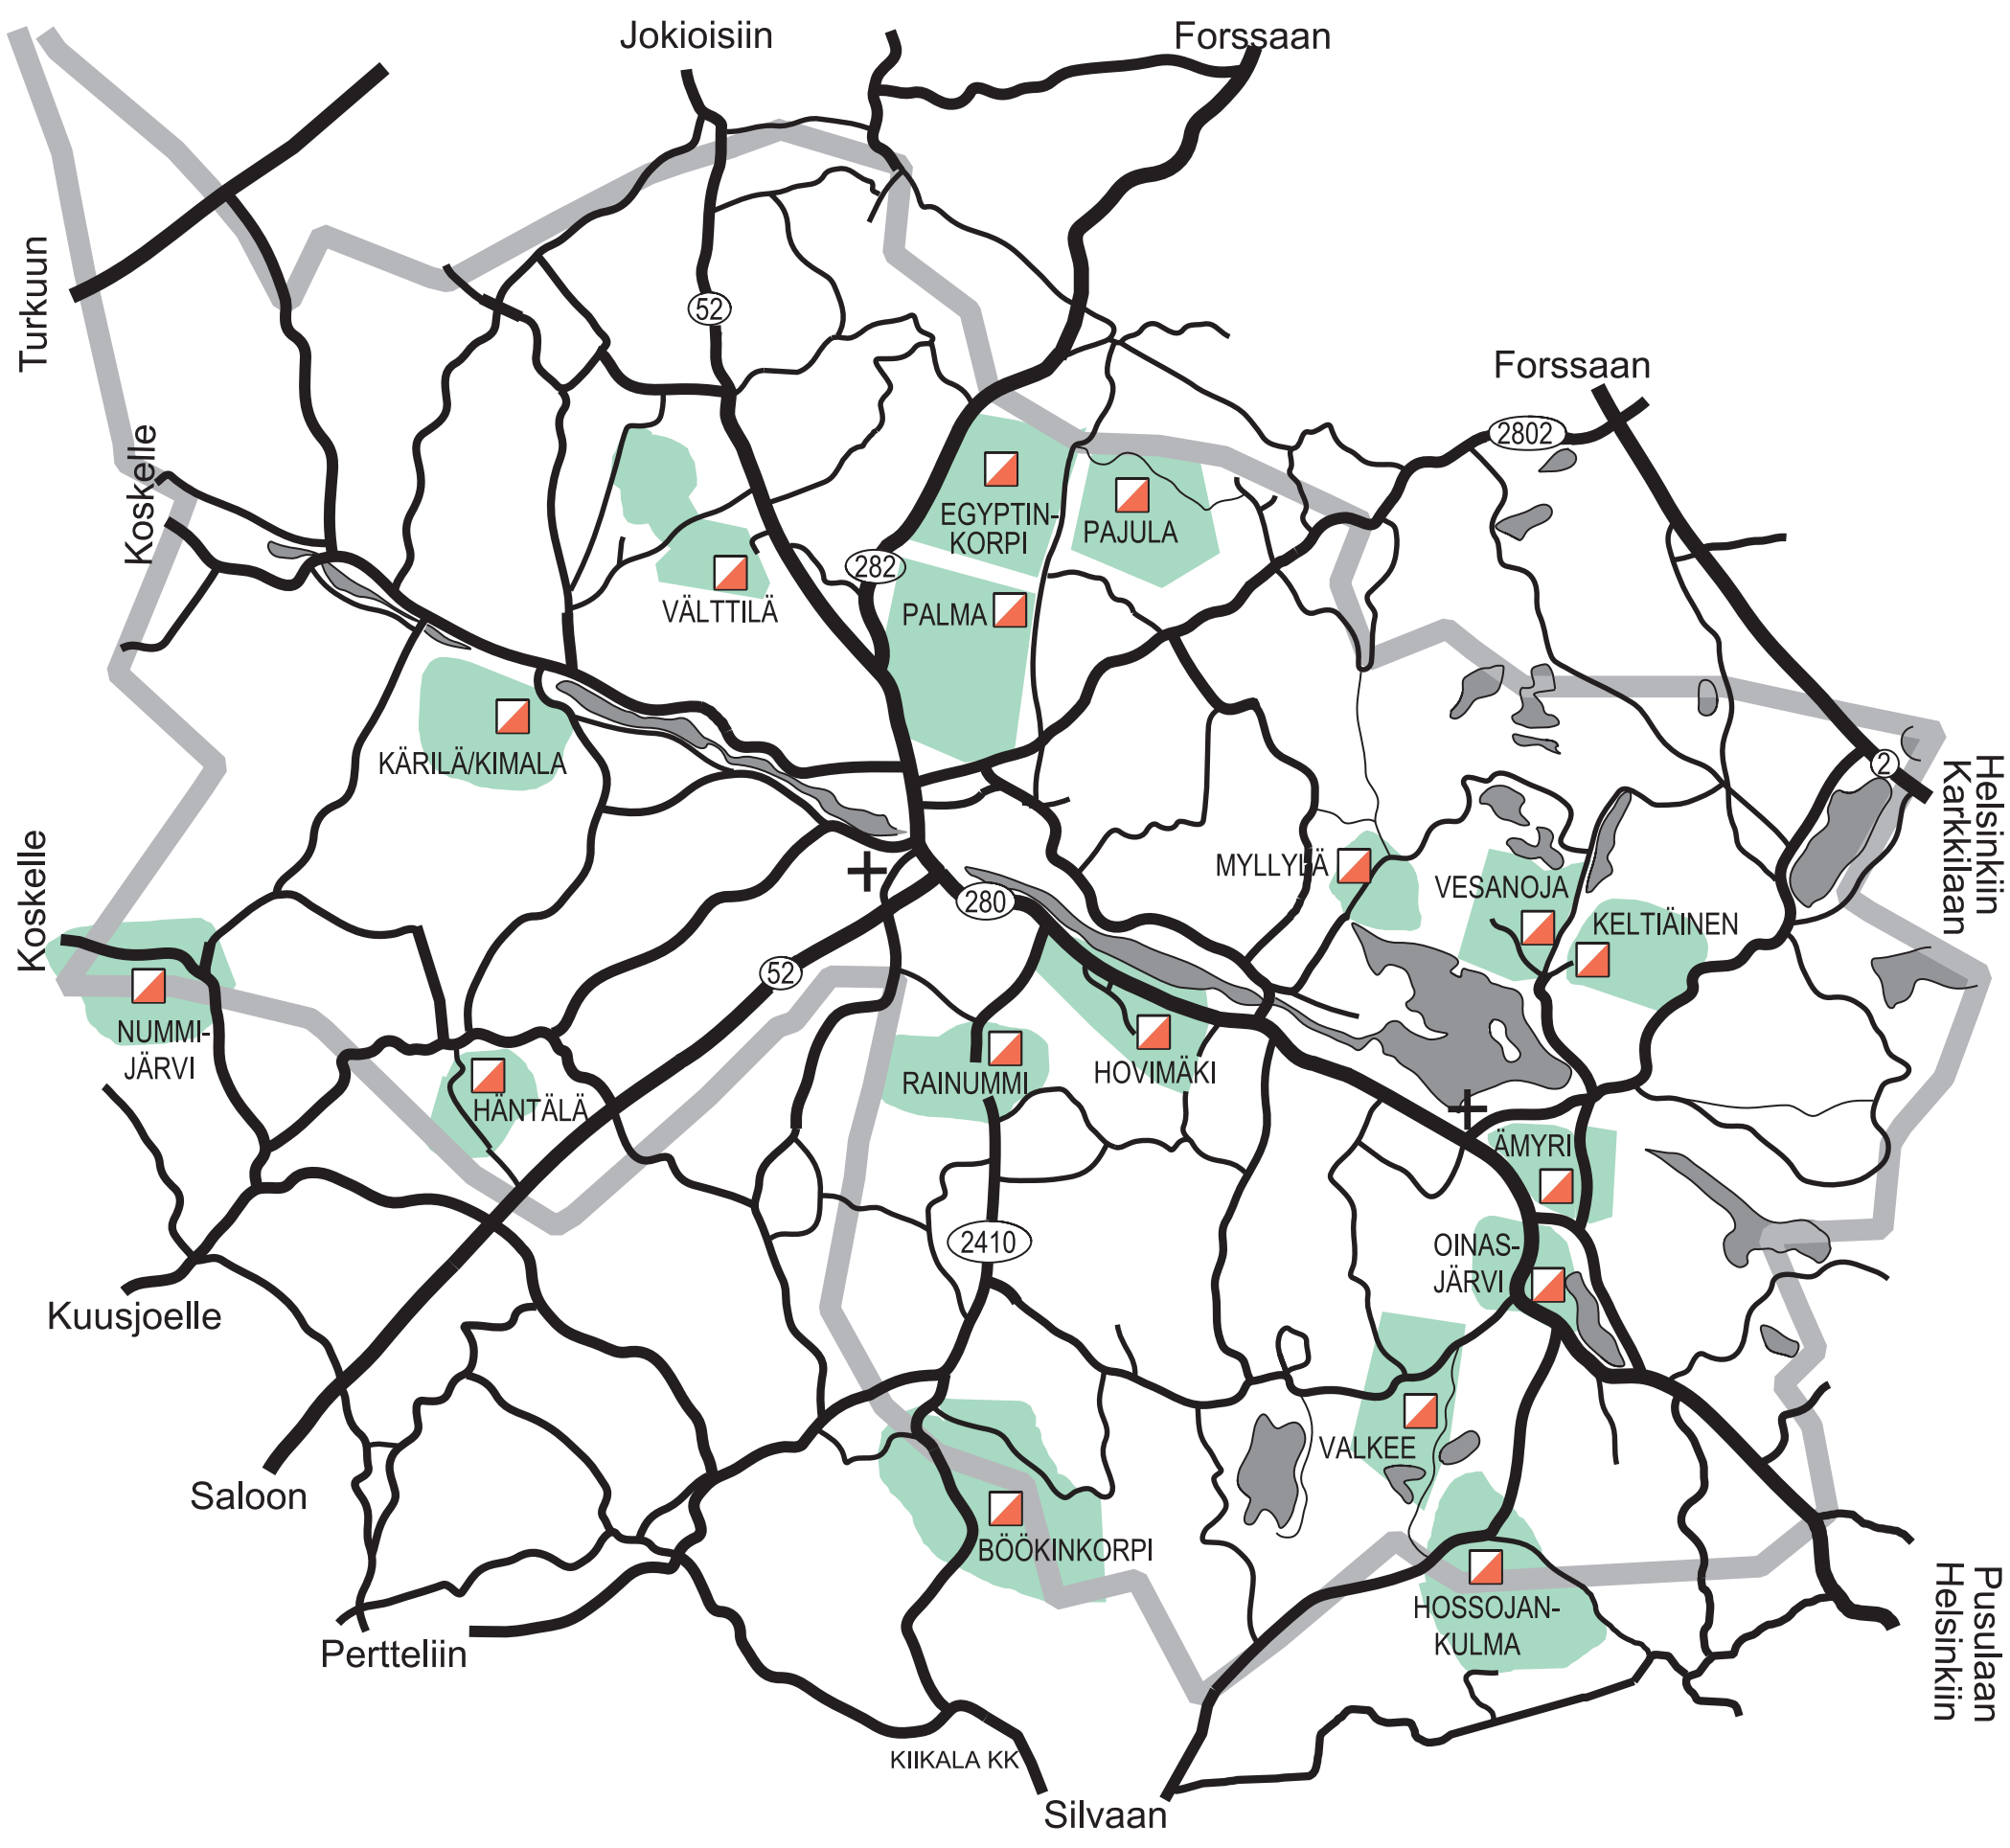 Jokioisiin
Forssaan
Turkuun
52
Forssaan
2802
Koskelle
EGYPTIN-
KORPI
PAJULA
282
VÄLTTILÄ
PALMA
KÄRILÄ/KIMALA
2
Helsinkiin
Karkkilaan
MYLLYLÄ
VESANOJA
KELTIÄINEN
280
Koskelle
52
NUMMI-
JÄRVI
HÄNTÄLÄ
RAINUMMI
HOVIMÄKI
ÄMYRI
2410
OINAS-
JÄRVI
Kuusjoelle
VALKEE
Saloon
BÖÖKINKORPI
HOSSOJAN-
KULMA
Pusulaan
Helsinkiin
Pertteliin
KIIKALA KK
Silvaan